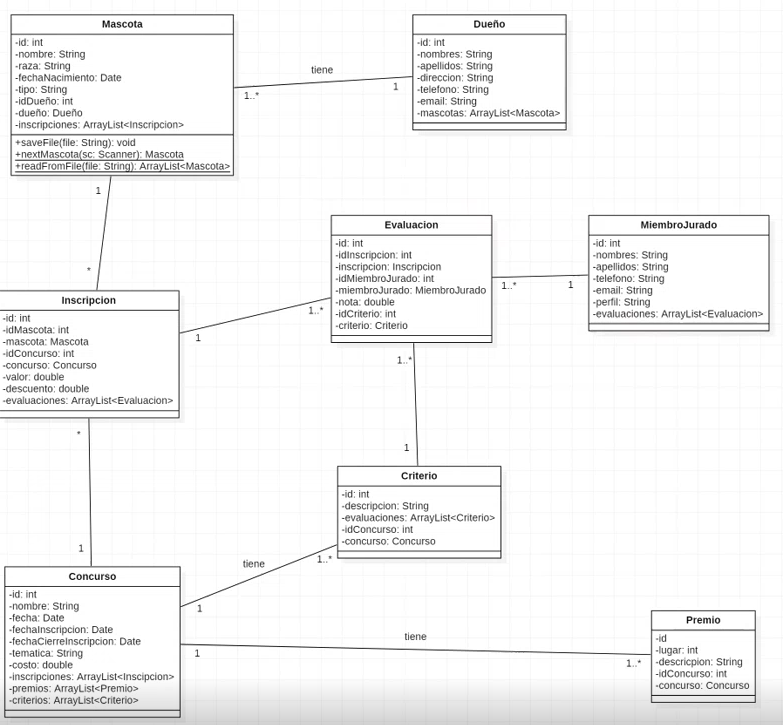 Mascota
-id: int
-nombre: String
-raza: String
-fechaNacimiento: Date
-tipo: String
-idDueño: int
-dueño: Dueño
-inscripciones: ArrayList<Inscripcion>
+saveFile(file: String): void
+nextMascota(sc: Scanner): Mascota
+readFromFile(file: String): ArrayList<Mascota>
tiene
1..*
1
Dueño
-id: int
-nombres: String
-apellidos: String
-direccion: String
-telefono: String
-email: String
-mascotas: ArrayList<Mascota>
1
*
Evaluacion
-id: int
-idInscripcion: int
-inscripcion: Inscripcion
-idMiembroJurado: int
-miembroJurado: MiembroJurado
-nota: double
-idCriterio: int
-criterio: Criterio
1..*
1
MiembroJurado
-id: int
-nombres: String
-apellidos: String
-telefono: String
-email: String
-perfil: String
-evaluaciones: ArrayList<Evaluacion>
Inscripcion
-id: int
-idMascota: int
-mascota: Mascota
-idConcurso: int
-concurso: Concurso
-valor: double
-descuento: double
-evaluaciones: ArrayList<Evaluacion>
1
1..*
1..*
1
*
1
Criterio
-id: int
-descripcion: String
-evaluaciones: ArrayList<Criterio>
-idConcurso: int
-concurso: Concurso
tiene
1..*
1
Concurso
-id: int
-nombre: String
-fecha: Date
-fechaInscripcion: Date
-fechaCierreInscripcion: Date
-tematica: String
-costo: double
-inscripciones: ArrayList<Inscipcion>
-premios: ArrayList<Premio>
-criterios: ArrayList<Criterio>
tiene
1
1..*
Premio
-id
-lugar: int
-descricpion: String
-idConcurso: int
-concurso: Concurso